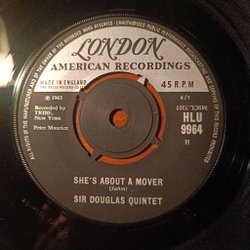 LONDON
AMERICAN RECORDINGS
MADE IN ENGLAND
45 R.P.M
℗ 1965
Recorded by
TRIBE,
New York
Peter Maurice
HLU
9964
SHE'S ABOUT A MOVER
(Sahm)
SIR DOUGLAS QUINTET